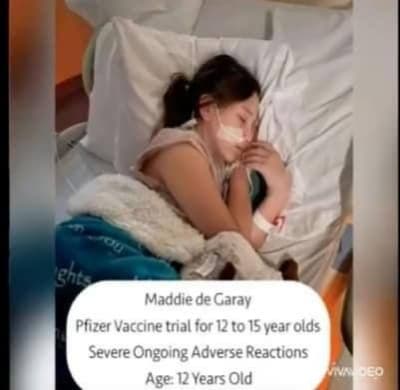 ghts
Maddie de Garay
Pfizer Vaccine trial for 12 to 15 year olds
Severe Ongoing Adverse Reactions
Age: 12 Years Old
VIVAVIDEO